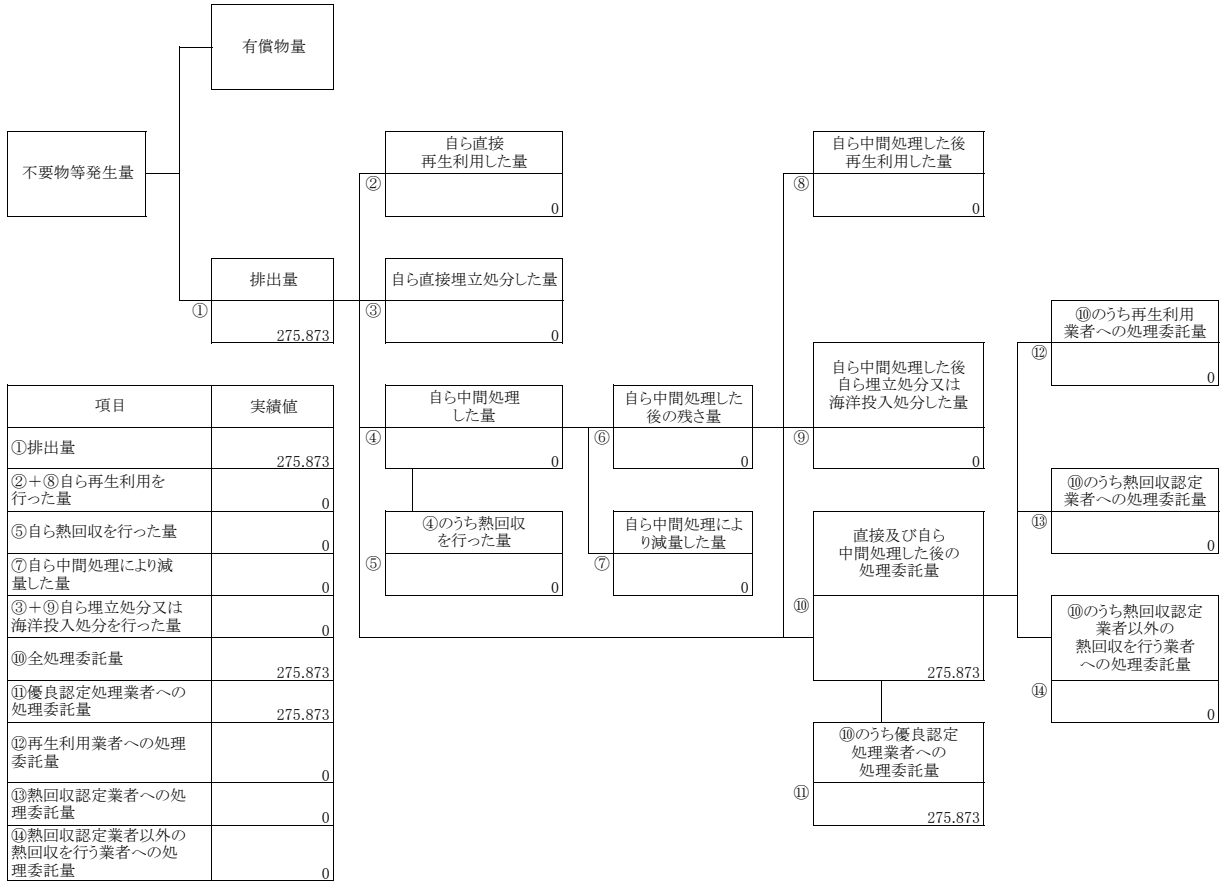 有償物量
不要物等発生量
自ら直接
再生利用した量
②
0
自ら中間処理した後
再生利用した量
⑧
0
排出量
①
275.873
自ら直接埋立処分した量
③
0
⑩のうち再生利用
業者への処理委託量
⑫
0
自ら中間処理した後
自ら埋立処分又は
海洋投入処分した量
⑨
0
自ら中間処理
した量
④
0
自ら中間処理した
後の残さ量
⑥
0
⑩のうち熱回収認定
業者への処理委託量
⑬
0
④のうち熱回収
を行った量
⑤
0
自ら中間処理によ
り減量した量
⑦
0
直接及び自ら
中間処理した後の
処理委託量
⑩
275.873
⑩のうち熱回収認定
業者以外の
熱回収を行う業者
への処理委託量
⑭
0
⑩のうち優良認定
処理業者への
処理委託量
⑪
275.873
項目 実績値
①排出量
275.873
②+⑧自ら再生利用を
行った量
0
⑤自ら熱回収を行った量
0
⑦自ら中間処理により減
量した量
0
③+⑨自ら埋立処分又は
海洋投入処分を行った量
0
⑩全処理委託量
275.873
⑪優良認定処理業者への
処理委託量
275.873
⑫再生利用業者への処理
委託量
0
⑬熱回収認定業者への処
理委託量
0
⑭熱回収認定業者以外の
熱回収を行う業者への処
理委託量
0